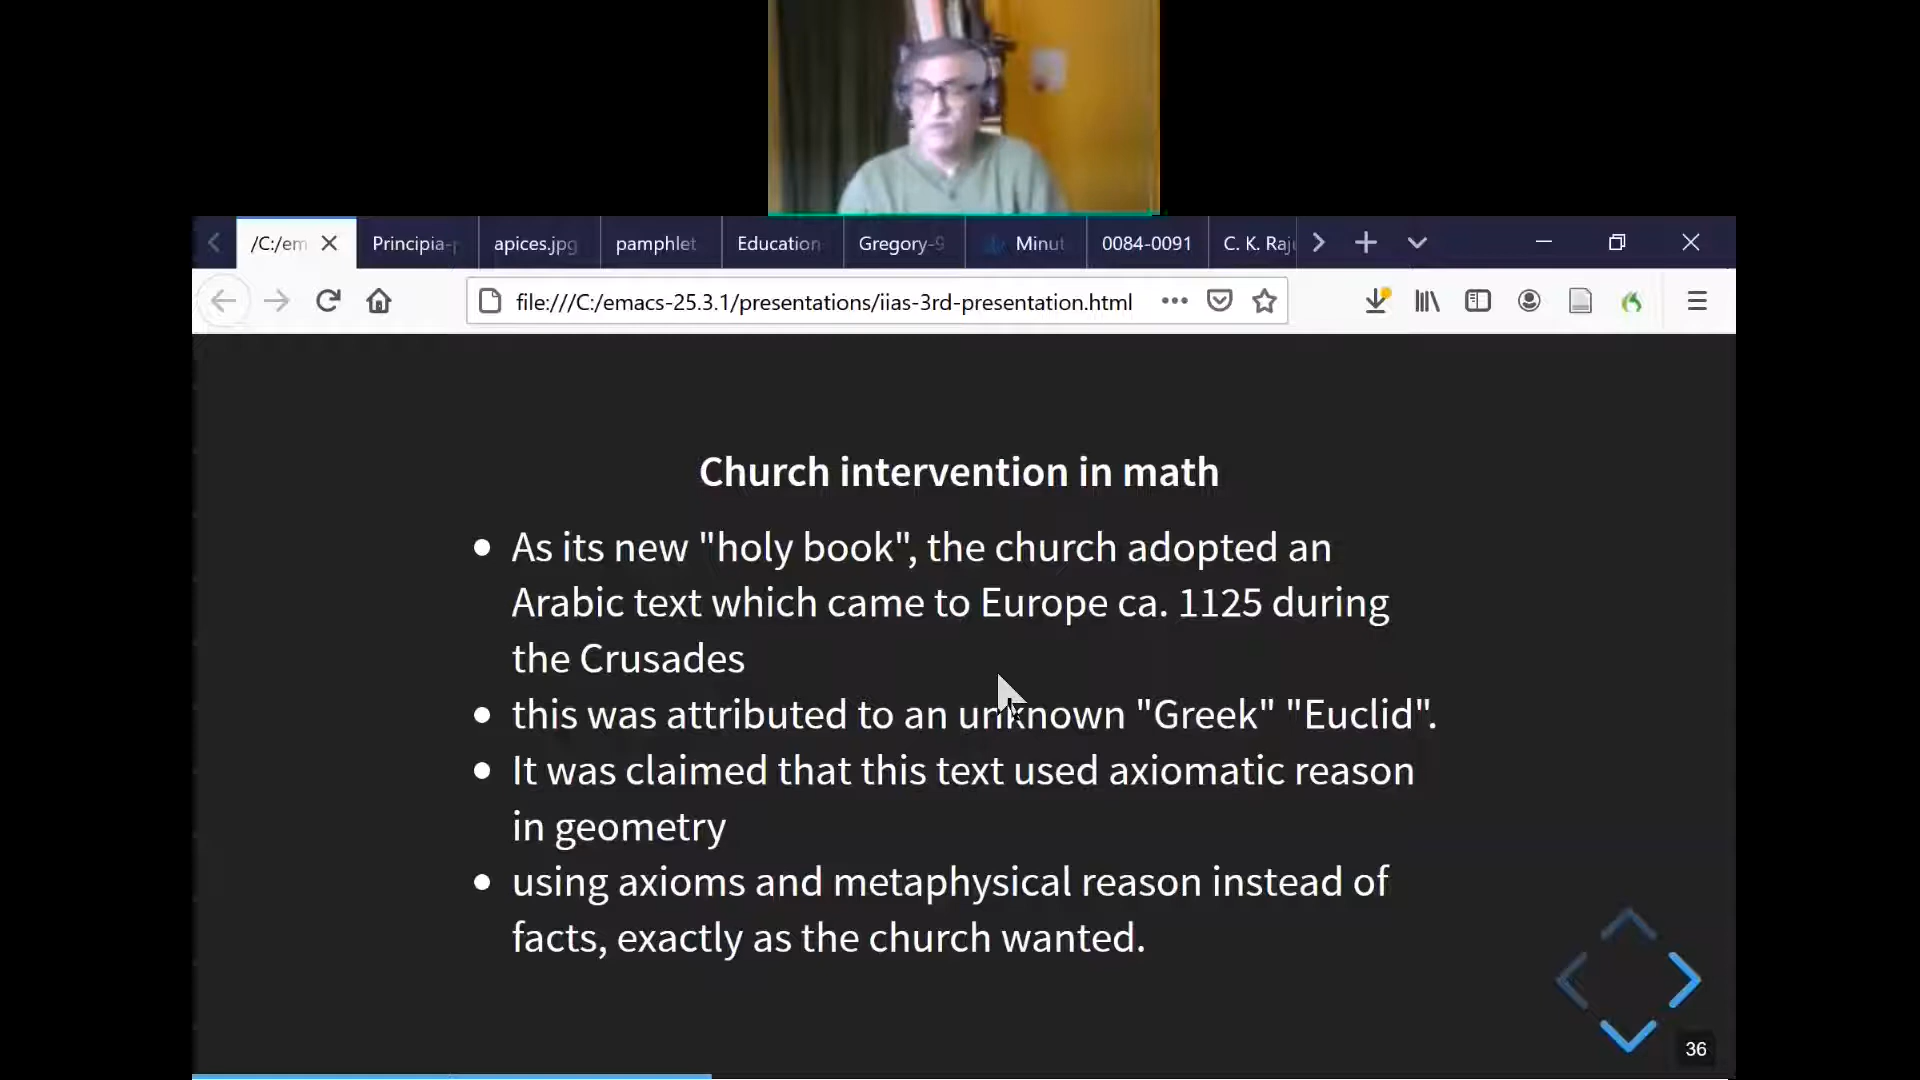 /C:/em
Principia-
apices.jpg
pamphlet
Education
Gregory-9
Minut
0084-0091
C. K. Raju
file:///C:/emacs-25.3.1/presentations/iias-3rd-presentation.html
Church intervention in math
As its new "holy book", the church adopted an
Arabic text which came to Europe ca. 1125 during
the Crusades
this was attributed to an unknown "Greek" "Euclid".
It was claimed that this text used axiomatic reason
in geometry
using axioms and metaphysical reason instead of
facts, exactly as the church wanted.
36